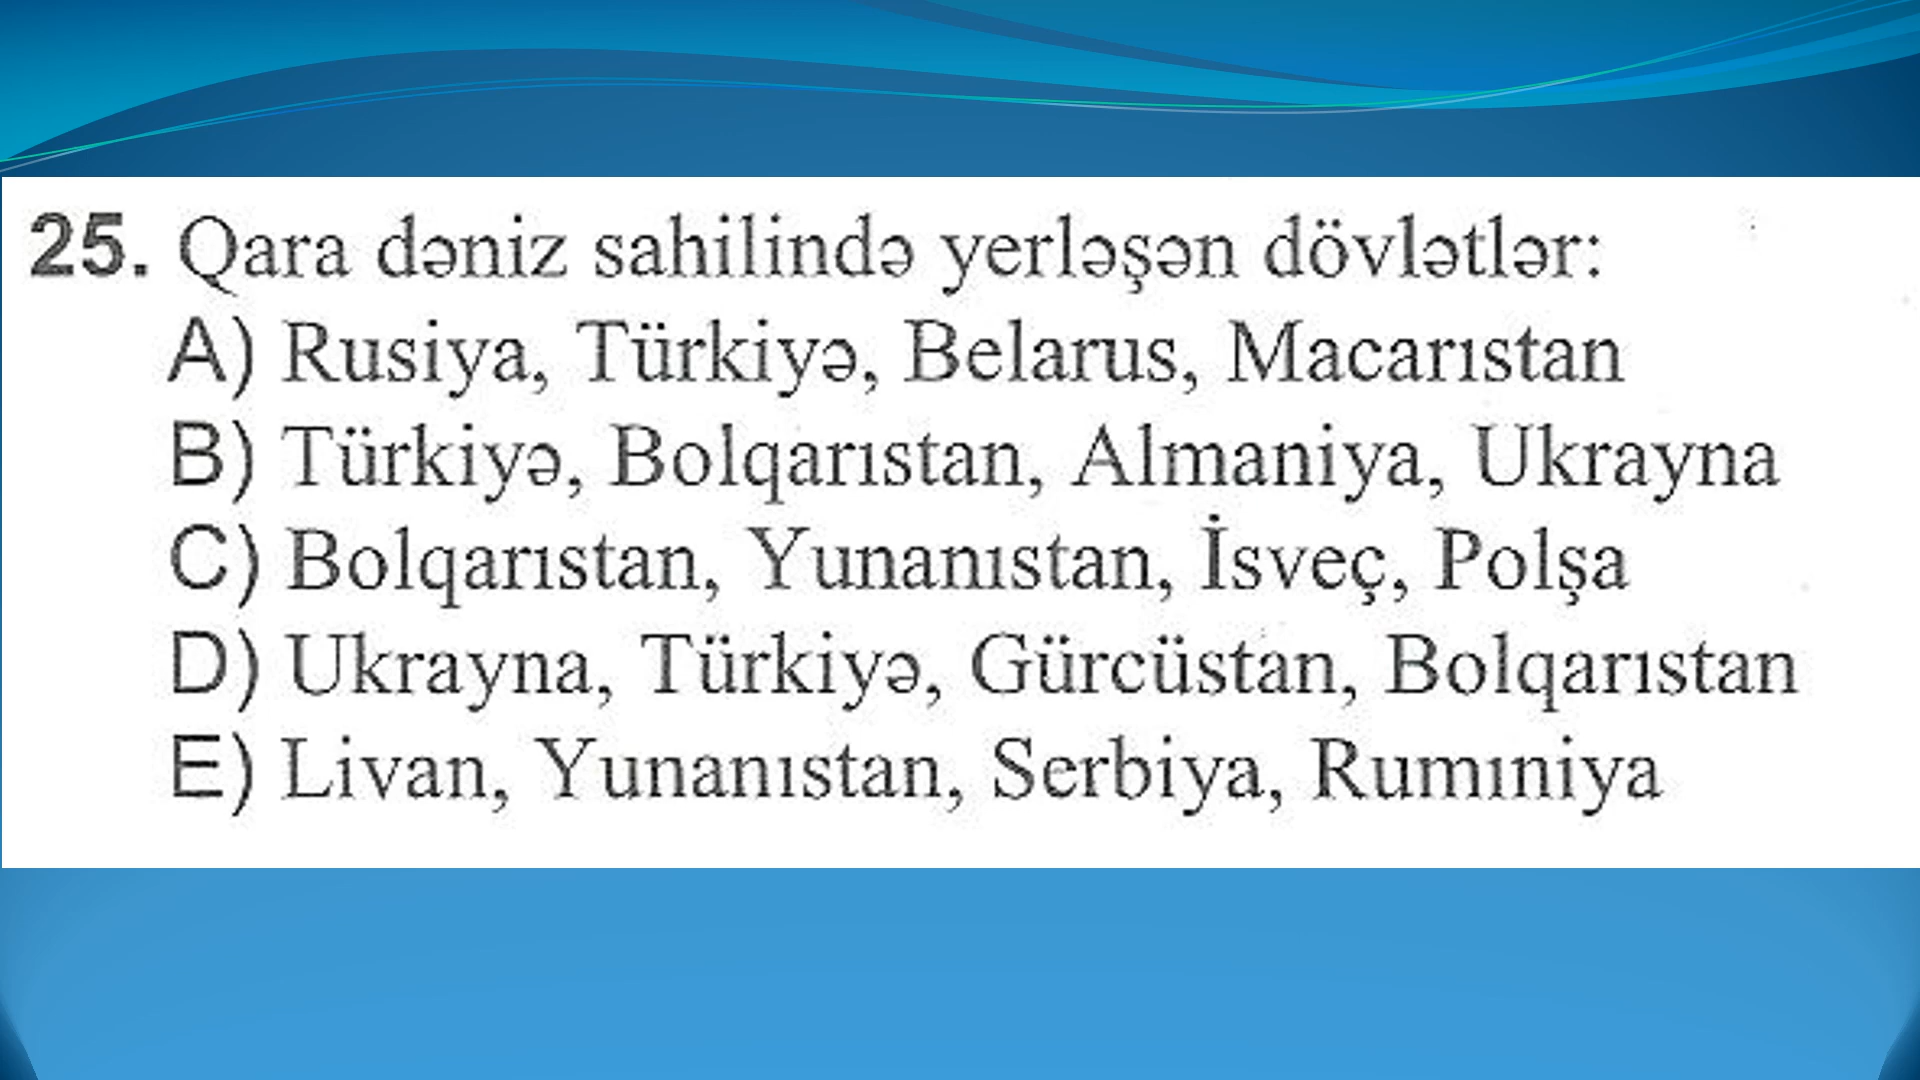 25. Qara dəniz sahilində yerləşən dövlətlər:
A) Rusiya, Türkiyə, Belarus, Macarıstan
B) Türkiyə, Bolqarıstan, Almaniya, Ukrayna
C) Bolqarıstan, Yunanıstan, İsveç, Polşa
D) Ukrayna, Türkiyə, Gürcüstan, Bolqarıstan
E) Livan, Yunanıstan, Serbiya, Rumıniya